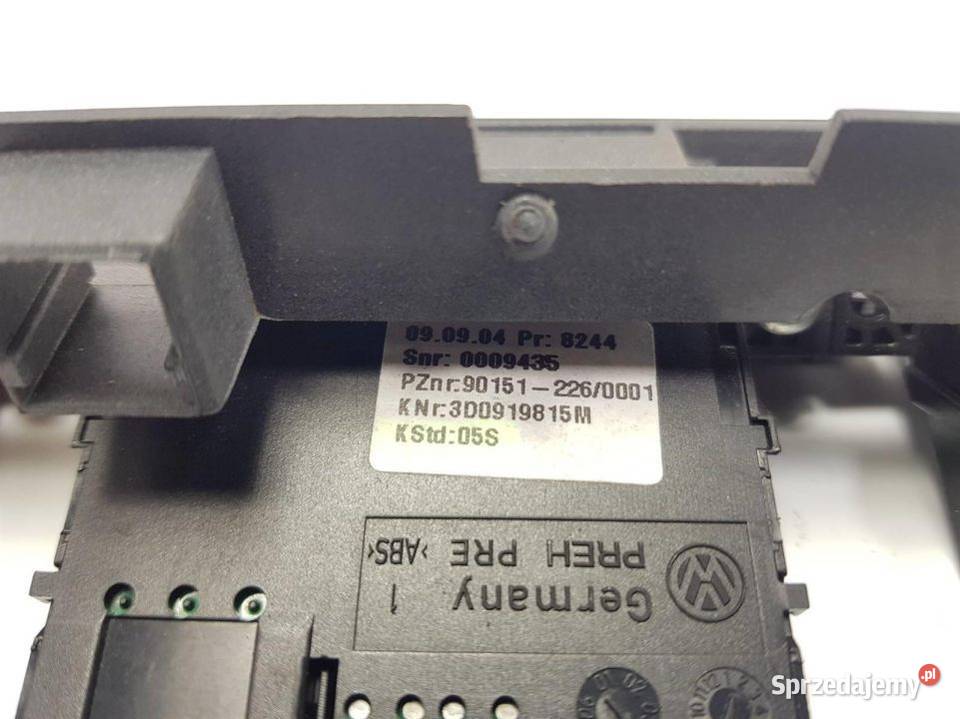 09.09.04 Pr: 8244
Snr: 0009435
PZnr:90151-226/0001
KNr:3D0919815M
KStd:05S
PREH PRE >ABS<
Germany 1
Sprzedajemy.pl